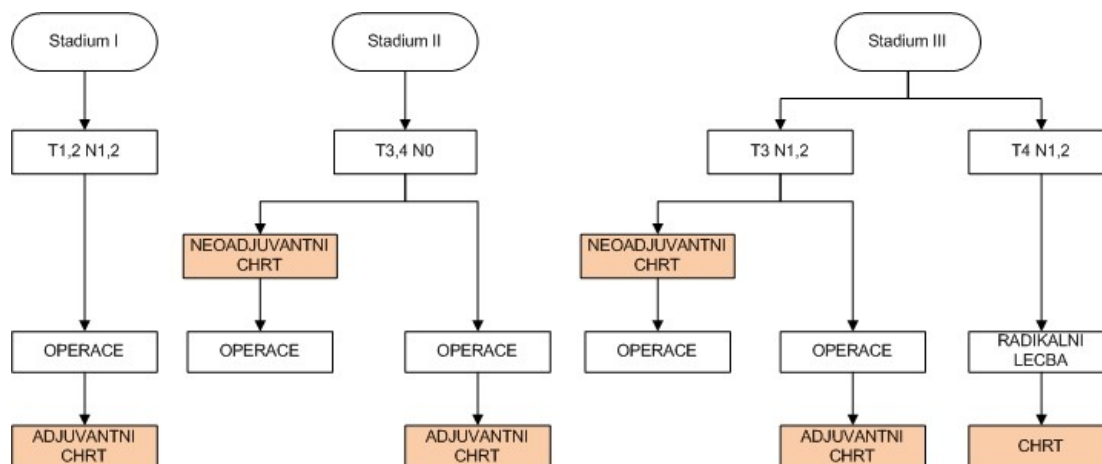 Stadium I
Stadium II
Stadium III
T1,2 N1,2
T3,4 N0
T3 N1,2
T4 N1,2
NEOADJUVANTNI
CHRT
NEOADJUVANTNI
CHRT
OPERACE
OPERACE
OPERACE
OPERACE
OPERACE
RADIKALNI
LECBA
ADJUVANTNI
CHRT
ADJUVANTNI
CHRT
ADJUVANTNI
CHRT
CHRT